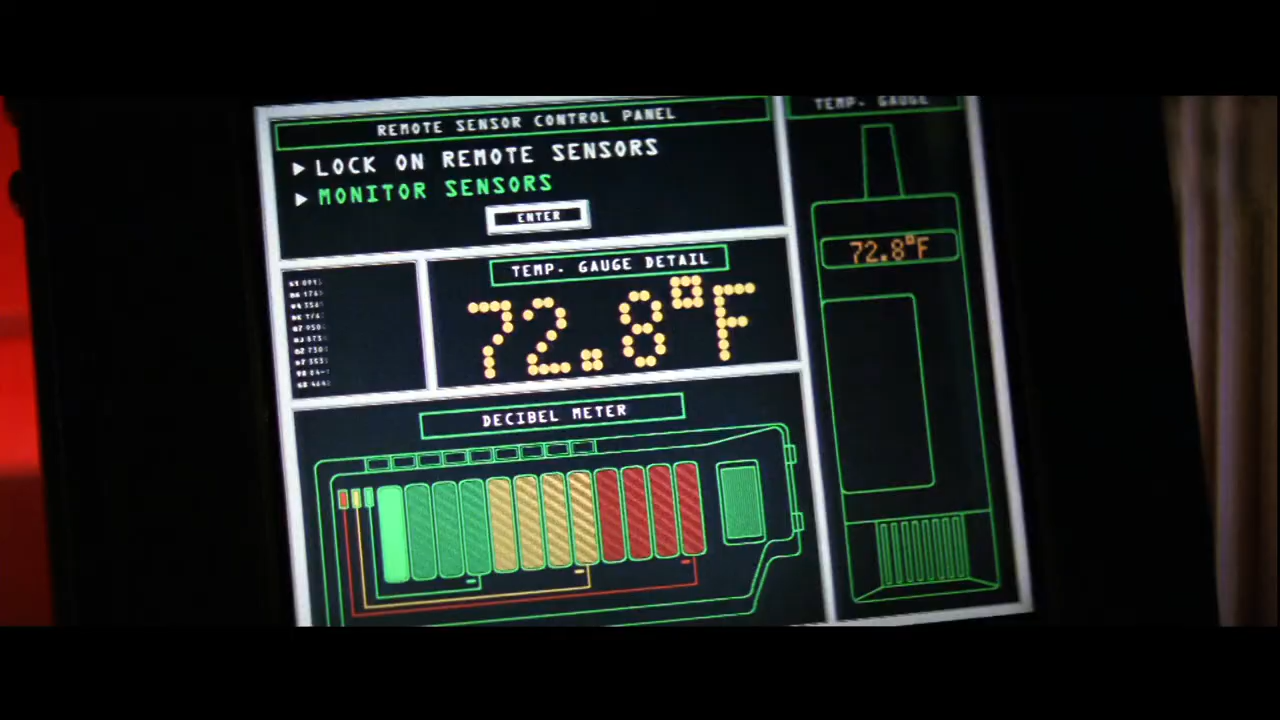 REMOTE SENSOR CONTROL PANEL
LOCK ON REMOTE SENSORS
MONITOR SENSORS
ENTER
TEMP. GAUGE DETAIL
72.8°F
DECIBEL METER
TEMP. GAUGE
72.8°F